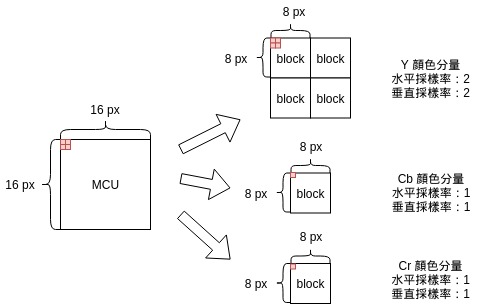 8 px
8 px
block
block
block
block
Y 顏色分量
水平採樣率：2
垂直採樣率：2
16 px
16 px
MCU
8 px
8 px
block
Cb 顏色分量
水平採樣率：1
垂直採樣率：1
8 px
8 px
block
Cr 顏色分量
水平採樣率：1
垂直採樣率：1